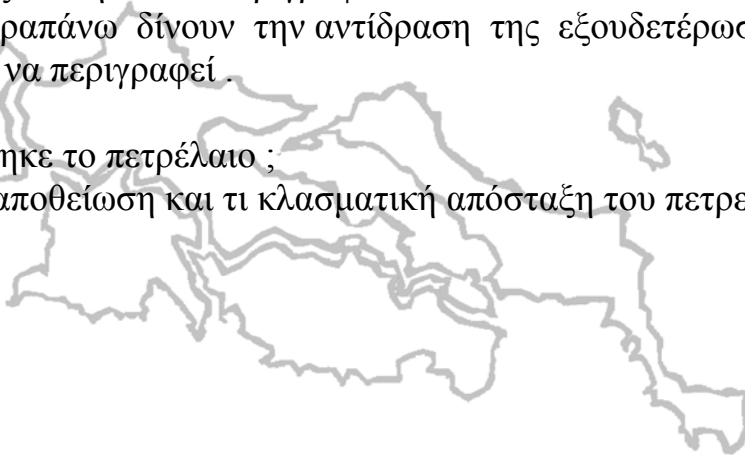 ραπάνω δίνουν την αντίδραση της εξουδετέρωσ
να περιγραφεί .
ηκε το πετρέλαιο ;
αποθείωση και τι κλασματική απόσταξη του πετρε